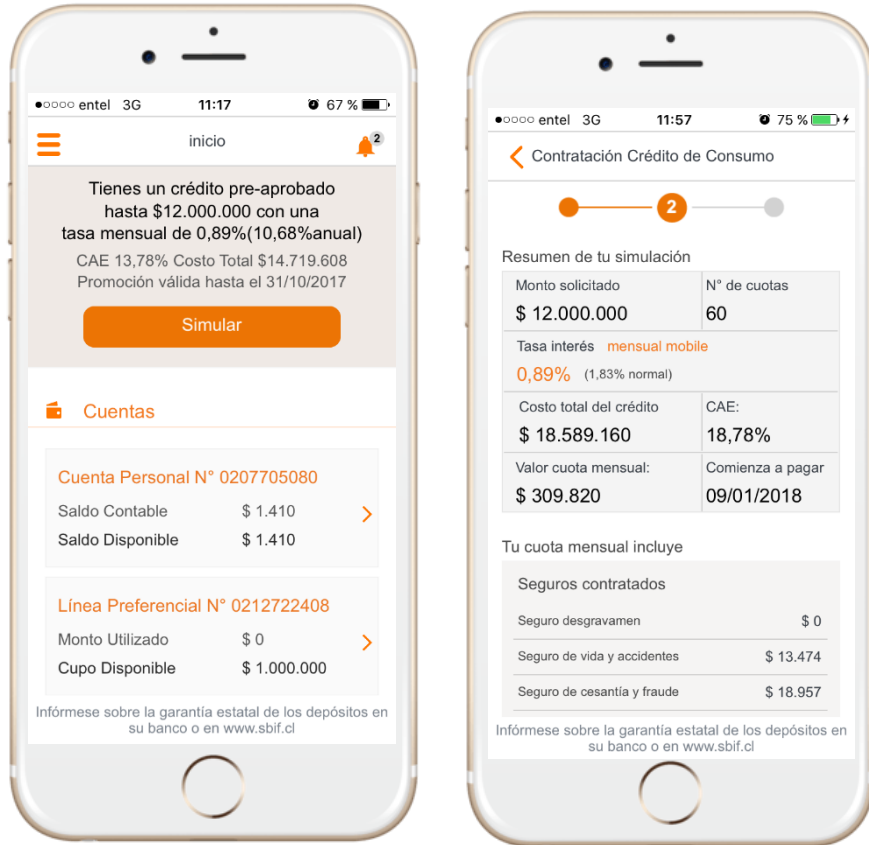 entel 3G 11:17 67 %
inicio
2
Tienes un crédito pre-aprobado
hasta $12.000.000 con una
tasa mensual de 0,89%(10,68%anual)
CAE 13,78% Costo Total $14.719.608
Promoción válida hasta el 31/10/2017
Simular
Cuentas
Cuenta Personal N° 0207705080
Saldo Contable $ 1.410
Saldo Disponible $ 1.410
Línea Preferencial N° 0212722408
Monto Utilizado $ 0
Cupo Disponible $ 1.000.000
Infórmese sobre la garantía estatal de los depósitos en
su banco o en www.sbif.cl
entel 3G 11:57 75 %
Contratación Crédito de Consumo
2
Resumen de tu simulación
Monto solicitado N° de cuotas
$ 12.000.000 60
Tasa interés mensual mobile
0,89% (1,83% normal)
Costo total del crédito CAE:
$ 18.589.160 18,78%
Valor cuota mensual: Comienza a pagar
$ 309.820 09/01/2018
Tu cuota mensual incluye
Seguros contratados
Seguro desgravamen $ 0
Seguro de vida y accidentes $ 13.474
Seguro de cesantía y fraude $ 18.957
Infórmese sobre la garantía estatal de los depósitos en
su banco o en www.sbif.cl